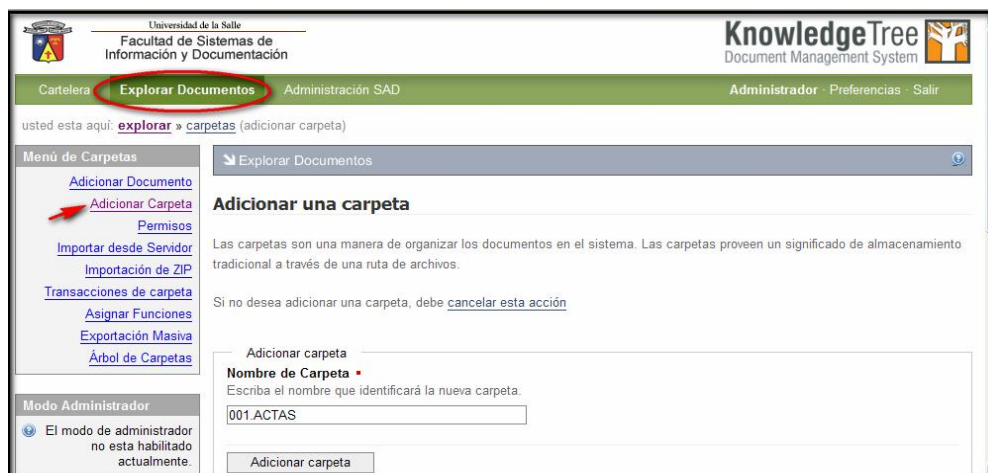 Universidad de la Salle
Facultad de Sistemas de
Información y Documentación
KnowledgeTree
Document Management System
Cartelera Explorar Documentos Administración SAD Administrador · Preferencias · Salir
usted esta aquí: explorar » carpetas (adicionar carpeta)
Menú de Carpetas
Adicionar Documento
Adicionar Carpeta
Permisos
Importar desde Servidor
Importación de ZIP
Transacciones de carpeta
Asignar Funciones
Exportación Masiva
Árbol de Carpetas
Modo Administrador
El modo de administrador
no esta habilitado
actualmente.
Explorar Documentos
Adicionar una carpeta
Las carpetas son una manera de organizar los documentos en el sistema. Las carpetas proveen un significado de almacenamiento
tradicional a través de una ruta de archivos.
Si no desea adicionar una carpeta, debe cancelar esta acción
Adicionar carpeta
Nombre de Carpeta
Escriba el nombre que identificará la nueva carpeta.
001.ACTAS
Adicionar carpeta